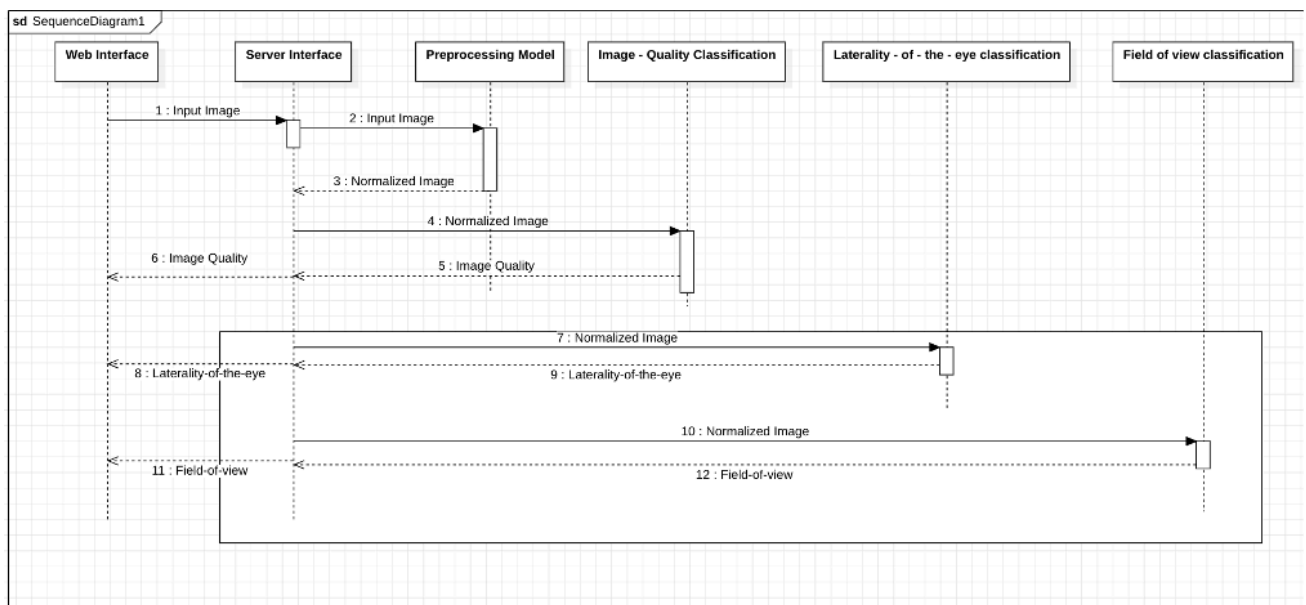 sd SequenceDiagram1
Web Interface
Server Interface
Preprocessing Model
Image - Quality Classification
Laterality - of - the - eye classification
Field of view classification
1 : Input Image
2 : Input Image
3 : Normalized Image
4 : Normalized Image
6 : Image Quality
5 : Image Quality
7 : Normalized Image
8 : Laterality-of-the-eye
9 : Laterality-of-the-eye
10 : Normalized Image
11 : Field-of-view
12 : Field-of-view